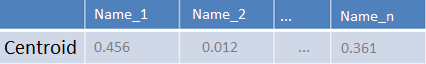 Name_1 Name_2 ... Name_n
Centroid 0.456 0.012 ... 0.361